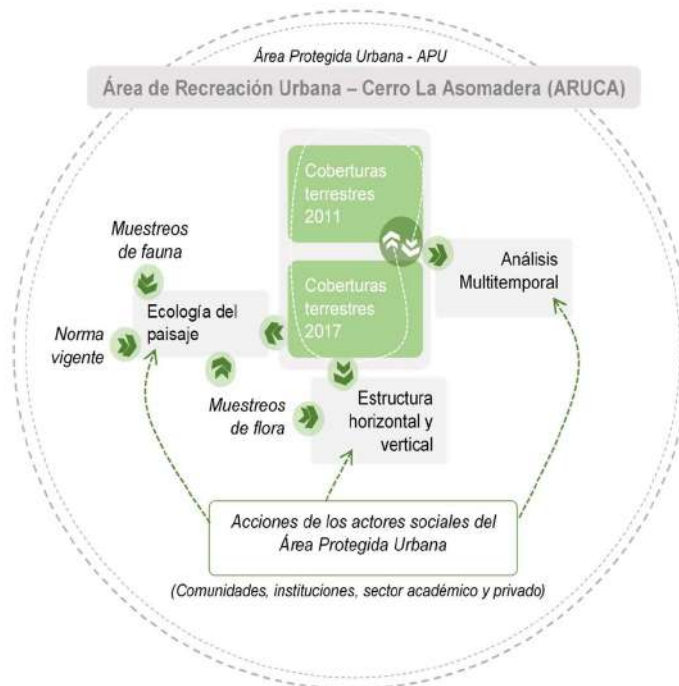 Área Protegida Urbana - APU
Área de Recreación Urbana – Cerro La Asomadera (ARUCA)
Coberturas
terrestres
2011
Muestreos
de fauna
Análisis
Multitemporal
Coberturas
terrestres
2017
Ecología del
paisaje
Norma
vigente
Muestreos
de flora
Estructura
horizontal y
vertical
Acciones de los actores sociales del
Área Protegida Urbana
(Comunidades, instituciones, sector académico y privado)